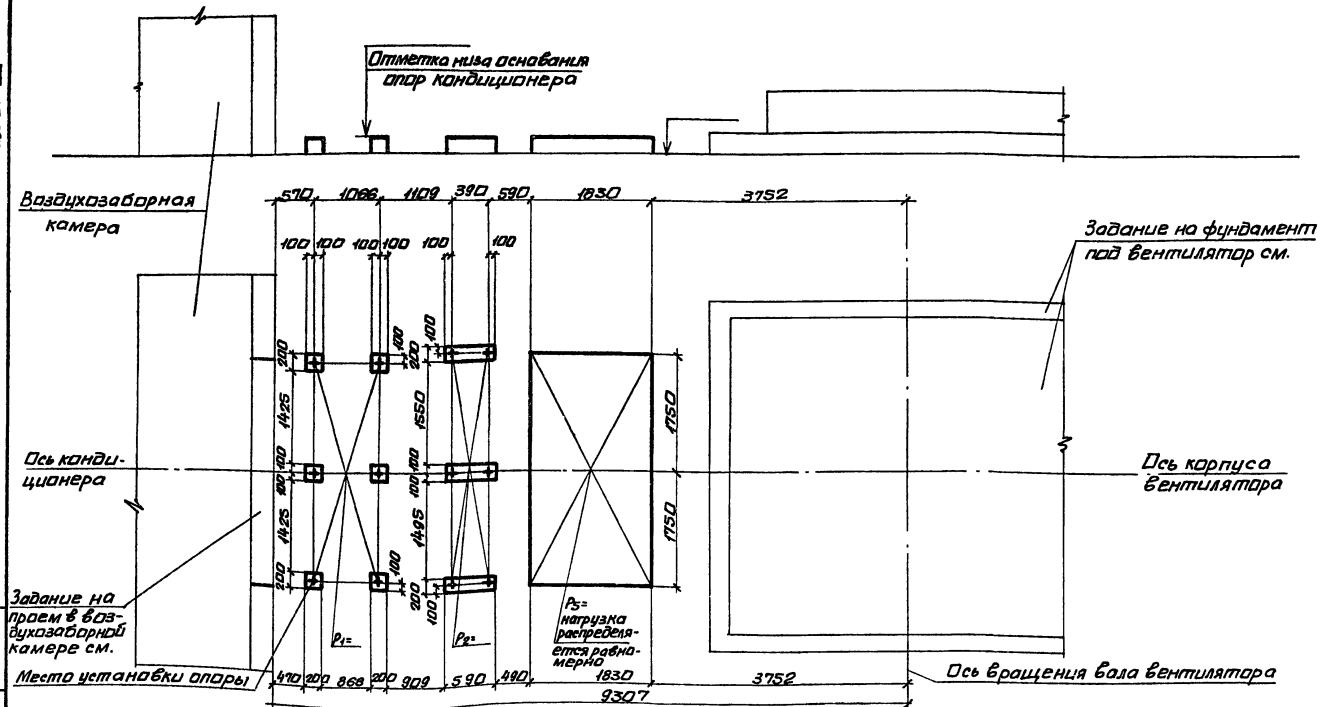 Отметка низа основания
опор кондиционера
Воздухозаборная
камера
570 1066 1109 390 590 1830 3752
Задание на фундамент
под вентилятор см.
100 100 100 100 100 100
100
100
200
200
1425
1550
1750
Ось конди-
ционера
100
100
100
100
Ось корпуса
вентилятора
1425
1495
1750
100
200
200
100
Задание на
проем в воз-
духозаборной
камере см.
P1=
P2=
P5=
нагрузка
распределя-
ется равно-
мерно
Место установки опоры
470 200 866 200 909 590 490 1830 3752
Ось вращения вала вентилятора
9307